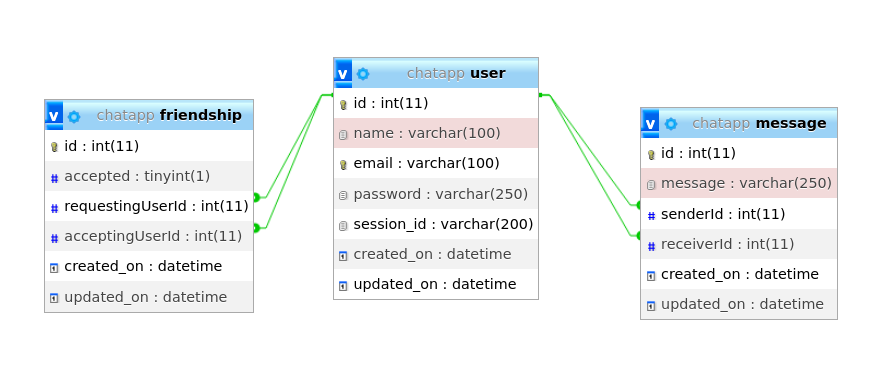 v chatapp friendship
id : int(11)
accepted : tinyint(1)
# requestingUserId : int(11)
# acceptingUserId : int(11)
created_on : datetime
updated_on : datetime
v chatapp user
id : int(11)
name : varchar(100)
email : varchar(100)
password : varchar(250)
session_id : varchar(200)
created_on : datetime
updated_on : datetime
v chatapp message
id : int(11)
message : varchar(250)
# senderId : int(11)
# receiverId : int(11)
created_on : datetime
updated_on : datetime